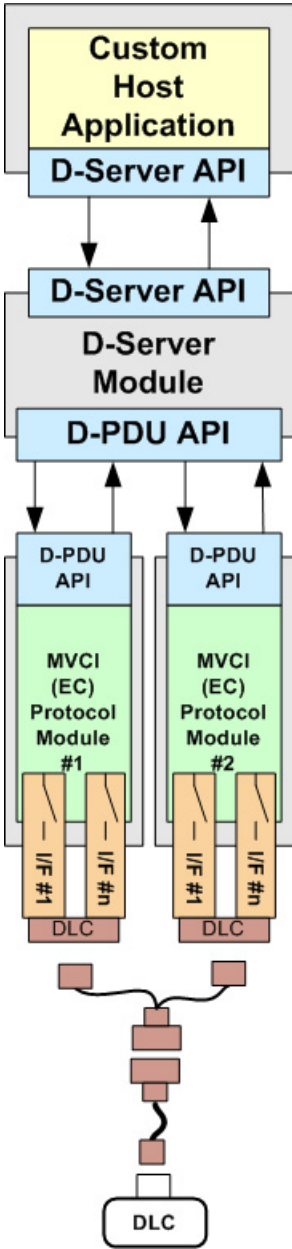 Custom
Host
Application
D-Server API
D-Server API
D-Server
Module
D-PDU API
D-PDU
API
MVCI
(EC)
Protocol
Module
#1
I/F #1
I/F #n
DLC
D-PDU
API
MVCI
(EC)
Protocol
Module
#2
I/F #1
I/F #n
DLC
DLC